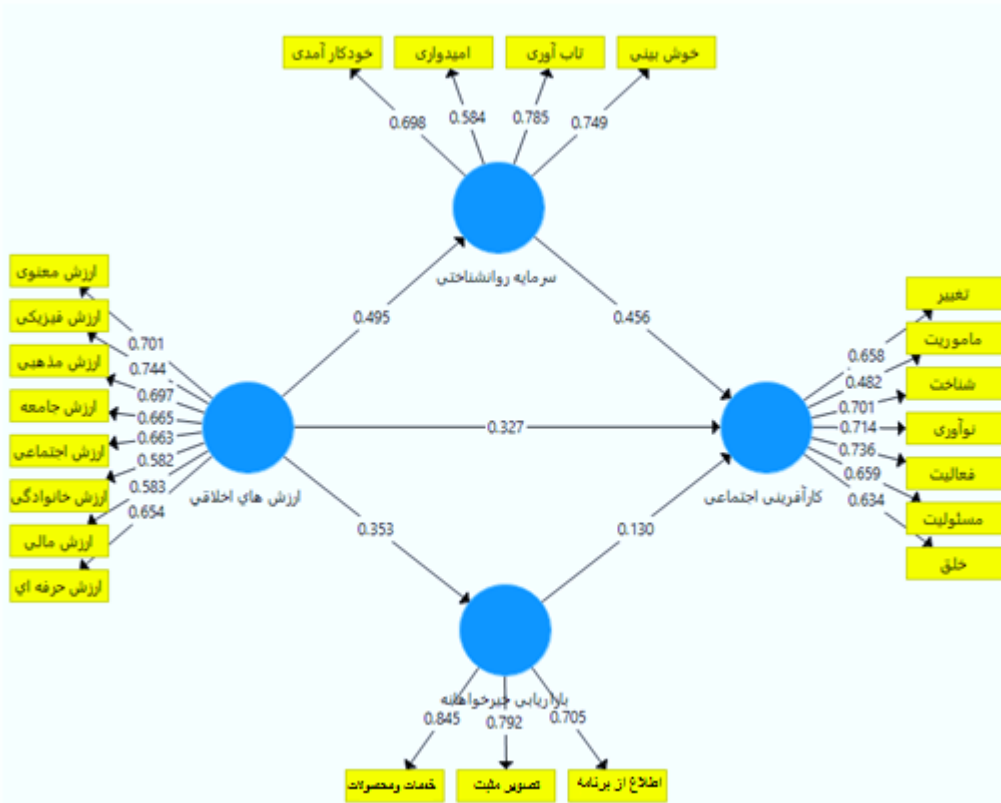 خودکار آمدی
امیدواری
تاب آوری
خوش بینی
0.698
0.584
0.785
0.749
سرمایه روانشناختی
0.495
0.456
ارزش معنوی
ارزش فیزیکی
ارزش مذهبی
ارزش جامعه
ارزش اجتماعی
ارزش خانوادگی
ارزش مالی
ارزش حرفه اي
0.701
0.744
0.697
0.665
0.663
0.582
0.583
0.654
ارزش هاي اخلاقي
0.327
تغییر
ماموریت
شناخت
نوآوری
فعالیت
مسئولیت
خلق
0.658
0.482
0.701
0.714
0.736
0.659
0.634
کارآفرینی اجتماعی
0.353
0.130
بازاریابی خیرخواهانه
0.845
0.792
0.705
خدمات ومحصولات
تصویر مثبت
اطلاع از برنامه